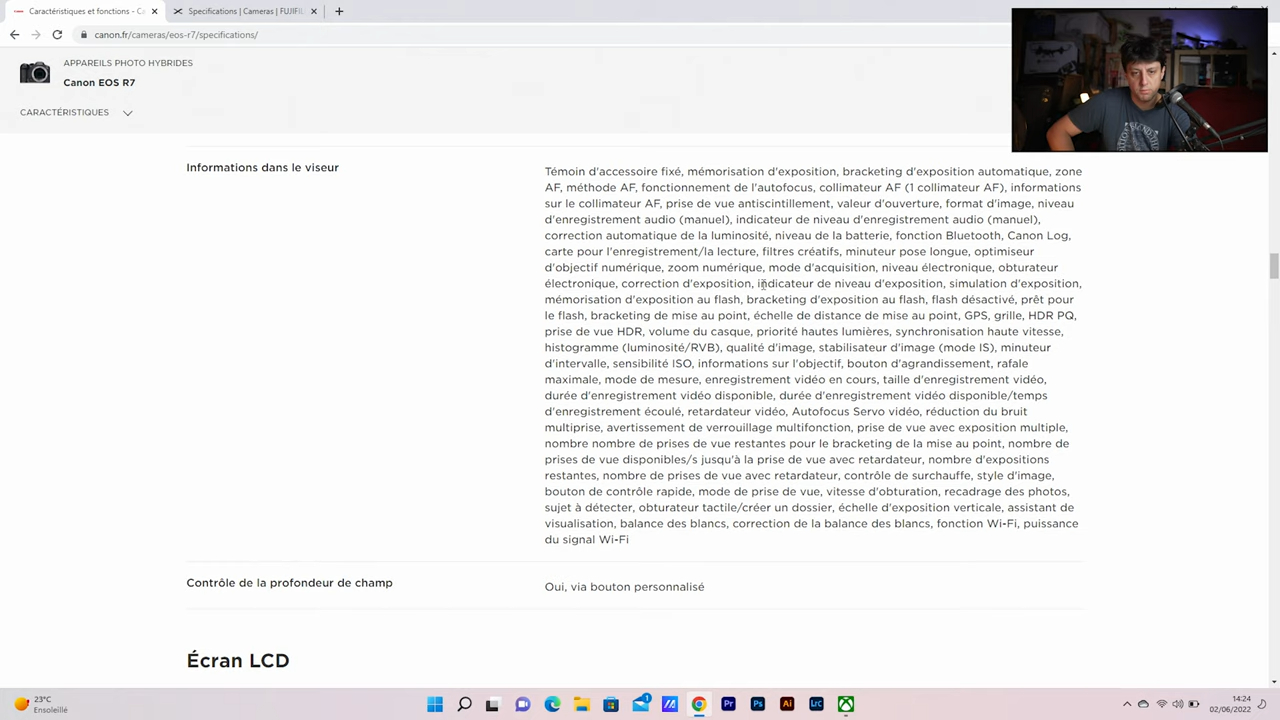 Caractéristiques et fonctions - Ca
Specifications | Cameras | FUJIFIL
canon.fr/cameras/eos-r7/specifications/
APPAREILS PHOTO HYBRIDES
Canon EOS R7
CARACTÉRISTIQUES
Informations dans le viseur
Témoin d'accessoire fixé, mémorisation d'exposition, bracketing d'exposition automatique, zone
AF, méthode AF, fonctionnement de l'autofocus, collimateur AF (1 collimateur AF), informations
sur le collimateur AF, prise de vue antiscintillement, valeur d'ouverture, format d'image, niveau
d'enregistrement audio (manuel), indicateur de niveau d'enregistrement audio (manuel),
correction automatique de la luminosité, niveau de la batterie, fonction Bluetooth, Canon Log,
carte pour l'enregistrement/la lecture, filtres créatifs, minuteur pose longue, optimiseur
d'objectif numérique, zoom numérique, mode d'acquisition, niveau électronique, obturateur
électronique, correction d'exposition, indicateur de niveau d'exposition, simulation d'exposition,
mémorisation d'exposition au flash, bracketing d'exposition au flash, flash désactivé, prêt pour
le flash, bracketing de mise au point, échelle de distance de mise au point, GPS, grille, HDR PQ,
prise de vue HDR, volume du casque, priorité hautes lumières, synchronisation haute vitesse,
histogramme (luminosité/RVB), qualité d'image, stabilisateur d'image (mode IS), minuteur
d'intervalle, sensibilité ISO, informations sur l'objectif, bouton d'agrandissement, rafale
maximale, mode de mesure, enregistrement vidéo en cours, taille d'enregistrement vidéo,
durée d'enregistrement vidéo disponible, durée d'enregistrement vidéo disponible/temps
d'enregistrement écoulé, retardateur vidéo, Autofocus Servo vidéo, réduction du bruit
multiprise, avertissement de verrouillage multifonction, prise de vue avec exposition multiple,
nombre nombre de prises de vue restantes pour le bracketing de la mise au point, nombre de
prises de vue disponibles/s jusqu'à la prise de vue avec retardateur, nombre d'expositions
restantes, nombre de prises de vue avec retardateur, contrôle de surchauffe, style d'image,
bouton de contrôle rapide, mode de prise de vue, vitesse d'obturation, recadrage des photos,
sujet à détecter, obturateur tactile/créer un dossier, échelle d'exposition verticale, assistant de
visualisation, balance des blancs, correction de la balance des blancs, fonction Wi-Fi, puissance
du signal Wi-Fi
Contrôle de la profondeur de champ
Oui, via bouton personnalisé
Écran LCD
23°C
Ensoleillé
1
Pr
Ps
Ai
Lrc
14:24
02/06/2022